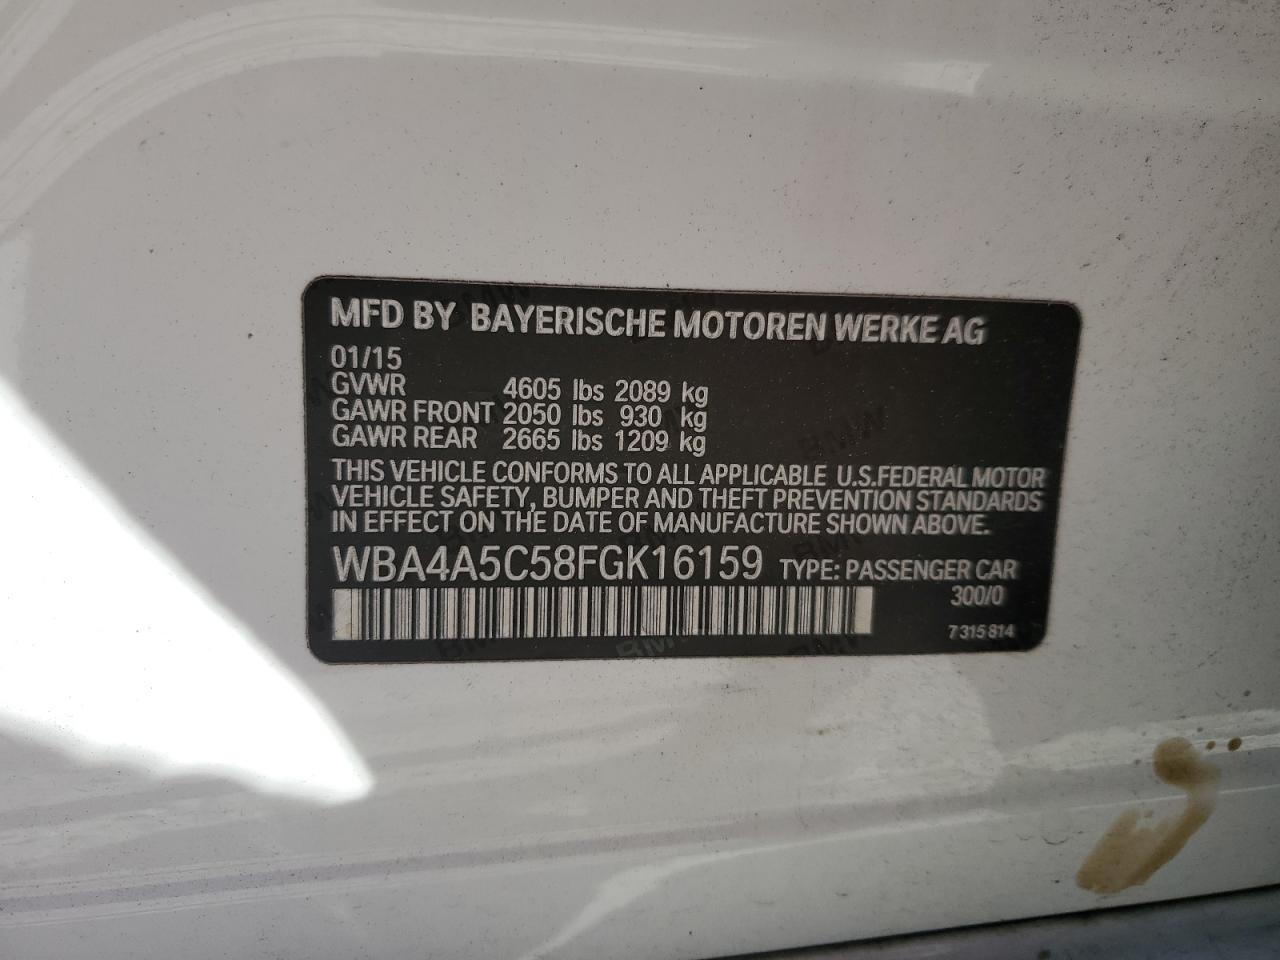 MFD BY BAYERISCHE MOTOREN WERKE AG
01/15
GVWR 4605 lbs 2089 kg
GAWR FRONT 2050 lbs 930 kg
GAWR REAR 2665 lbs 1209 kg
THIS VEHICLE CONFORMS TO ALL APPLICABLE U.S.FEDERAL MOTOR
VEHICLE SAFETY, BUMPER AND THEFT PREVENTION STANDARDS
IN EFFECT ON THE DATE OF MANUFACTURE SHOWN ABOVE.
WBA4A5C58FGK16159 TYPE: PASSENGER CAR
300/0
7 315 814
BMW
BMW
BMW